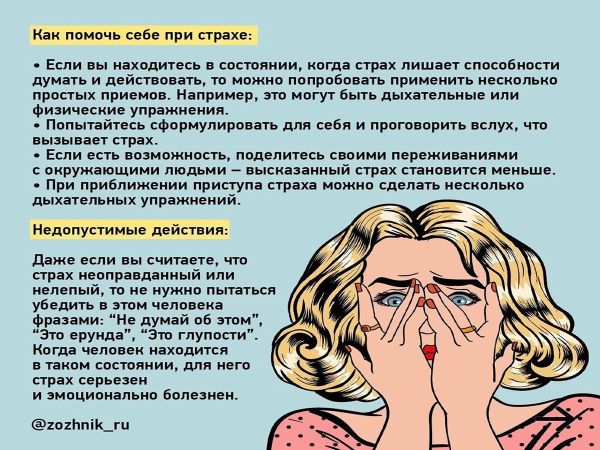 Как помочь себе при страхе:
• Если вы находитесь в состоянии, когда страх лишает способности
думать и действовать, то можно попробовать применить несколько
простых приемов. Например, это могут быть дыхательные или
физические упражнения.
• Попытайтесь сформулировать для себя и проговорить вслух, что
вызывает страх.
• Если есть возможность, поделитесь своими переживаниями
с окружающими людьми – высказанный страх становится меньше.
• При приближении приступа страха можно сделать несколько
дыхательных упражнений.
Недопустимые действия:
Даже если вы считаете, что
страх неоправданный или
нелепый, то не нужно пытаться
убедить в этом человека
фразами: “Не думай об этом”,
“Это ерунда”, “Это глупости”.
Когда человек находится
в таком состоянии, для него
страх серьезен
и эмоционально болезнен.
@zozhnik_ru